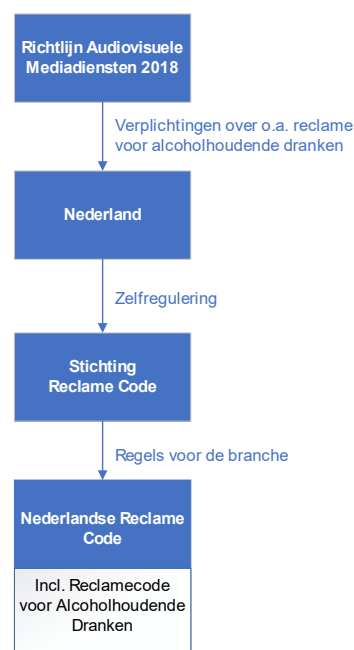 Richtlijn Audiovisuele
Mediadiensten 2018
Verplichtingen over o.a. reclame
voor alcoholhoudende dranken
Nederland
Zelfregulering
Stichting
Reclame Code
Regels voor de branche
Nederlandse Reclame
Code
Incl. Reclamecode
voor Alcoholhoudende
Dranken